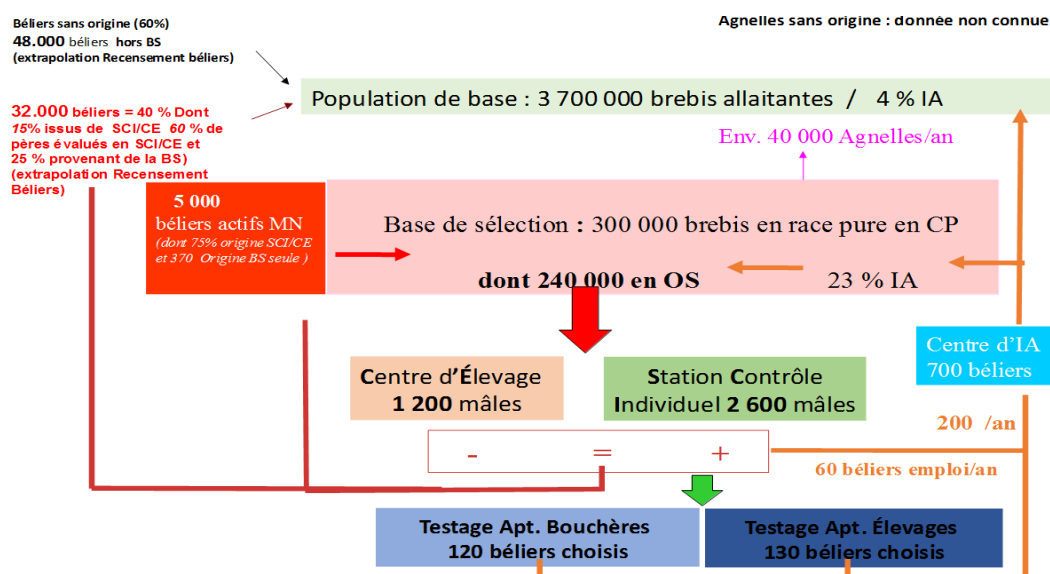 Béliers sans origine (60%)
48.000 béliers hors BS
(extrapolation Recensement béliers)
Agnelles sans origine : donnée non connue
32.000 béliers = 40 % Dont
15% issus de SCI/CE 60 % de
pères évalués en SCI/CE et
25 % provenant de la BS)
(extrapolation Recensement
Béliers)
Population de base : 3 700 000 brebis allaitantes / 4 % IA
Env. 40 000 Agnelles/an
5 000
béliers actifs MN
(dont 75% origine SCI/CE
et 370 Origine BS seule )
Base de sélection : 300 000 brebis en race pure en CP
dont 240 000 en OS
23 % IA
Centre d'IA
700 béliers
Centre d'Élevage
1 200 mâles
Station Contrôle
Individuel 2 600 mâles
200 /an
- = +
60 béliers emploi/an
Testage Apt. Bouchères
120 béliers choisis
Testage Apt. Élevages
130 béliers choisis